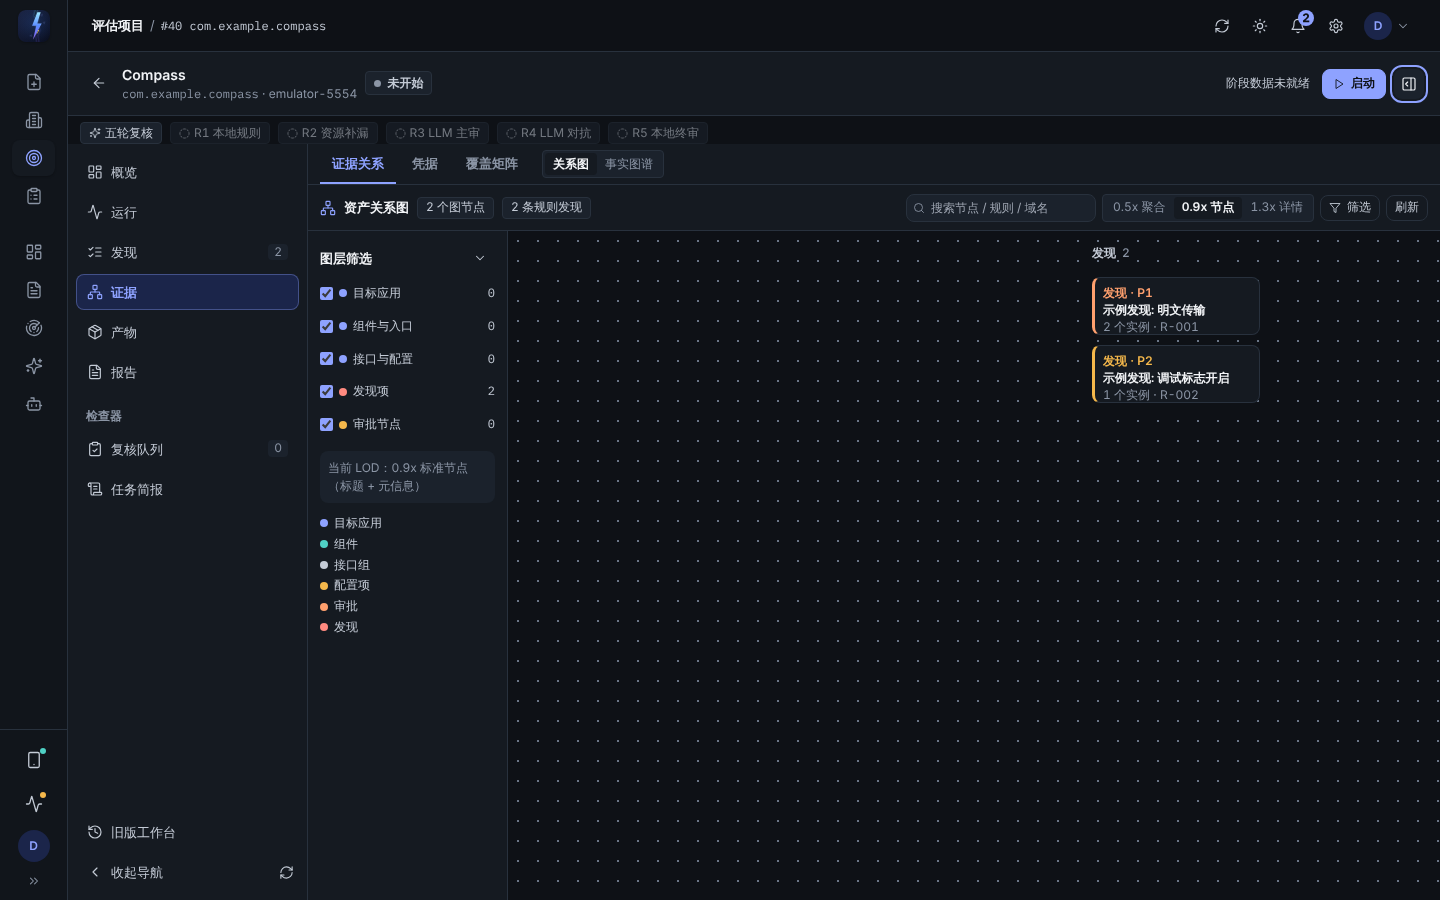 评估项目 / #40 com.example.compass
2
D
Compass
com.example.compass · emulator-5554
未开始
阶段数据未就绪
启动
五轮复核
R1 本地规则
R2 资源补漏
R3 LLM 主审
R4 LLM 对抗
R5 本地终审
概览
运行
发现 2
证据
产物
报告
检查器
复核队列 0
任务简报
旧版工作台
收起导航
D
证据关系
凭据
覆盖矩阵
关系图
事实图谱
资产关系图
2 个图节点
2 条规则发现
搜索节点 / 规则 / 域名
0.5x 聚合
0.9x 节点
1.3x 详情
筛选
刷新
图层筛选
目标应用 0
组件与入口 0
接口与配置 0
发现项 2
审批节点 0
当前 LOD：0.9x 标准节点
（标题 + 元信息）
目标应用
组件
接口组
配置项
审批
发现
发现 2
发现 · P1
示例发现: 明文传输
2 个实例 · R-001
发现 · P2
示例发现: 调试标志开启
1 个实例 · R-002